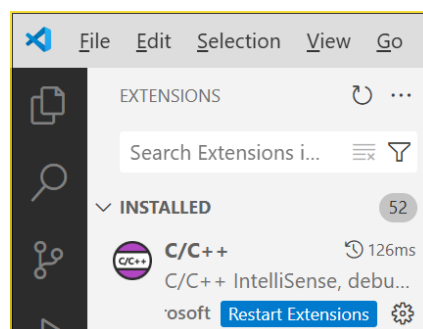 File Edit Selection View Go
EXTENSIONS
Search Extensions i...
INSTALLED 52
C/C++ 126ms
C/C++
C/C++ IntelliSense, debu...
rosoft Restart Extensions